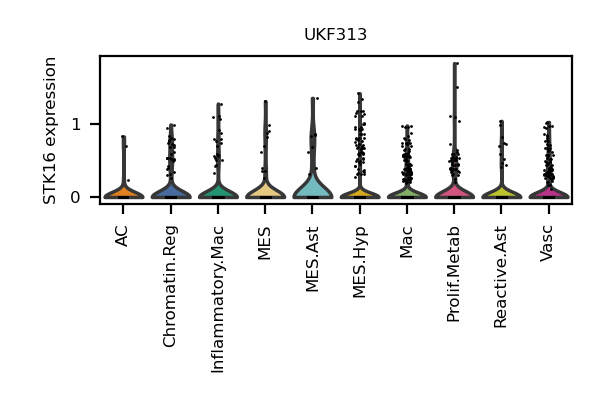 UKF313
STK16 expression
1
0
AC
Chromatin.Reg
Inflammatory.Mac
MES
MES.Ast
MES.Hyp
Mac
Prolif.Metab
Reactive.Ast
Vasc